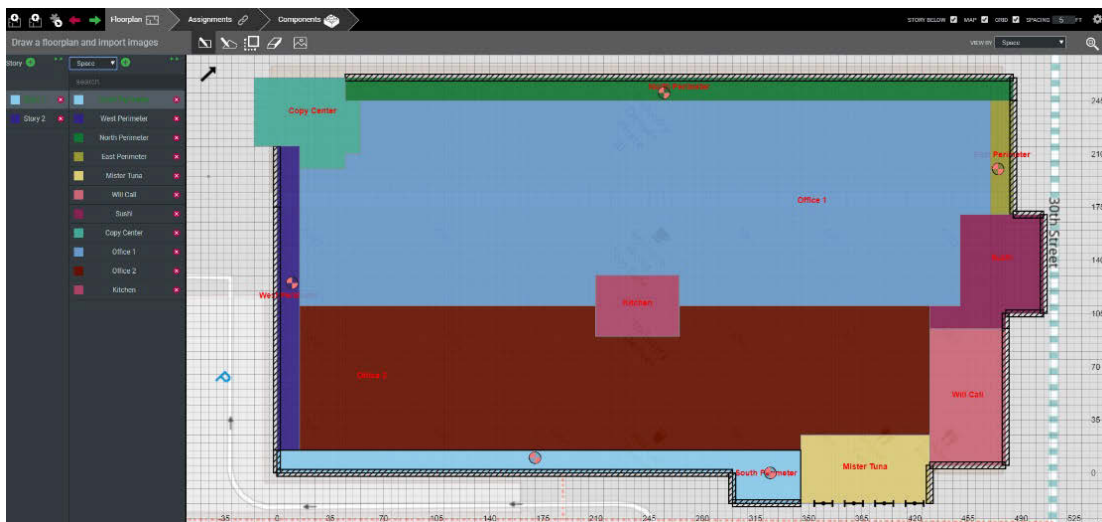 Floorplan
Assignments
Components
STORY BELOW MAP GRID SPACING 5 FT
Draw a floorplan and import images
VIEW BY Space
Story
Space
SEARCH
Story 2
West Perimeter
North Perimeter
East Perimeter
Mister Tuna
Will Call
Sushi
Copy Center
Office 1
Office 2
Kitchen
North Perimeter
Copy Center
Perimeter
Office 1
30th Street
Kitchen
Office 2
Will Call
P
South Perimeter
Mister Tuna
245
210
175
140
105
70
35
0
-35 0 35 70 105 140 175 210 245 280 315 350 385 420 455 490 525